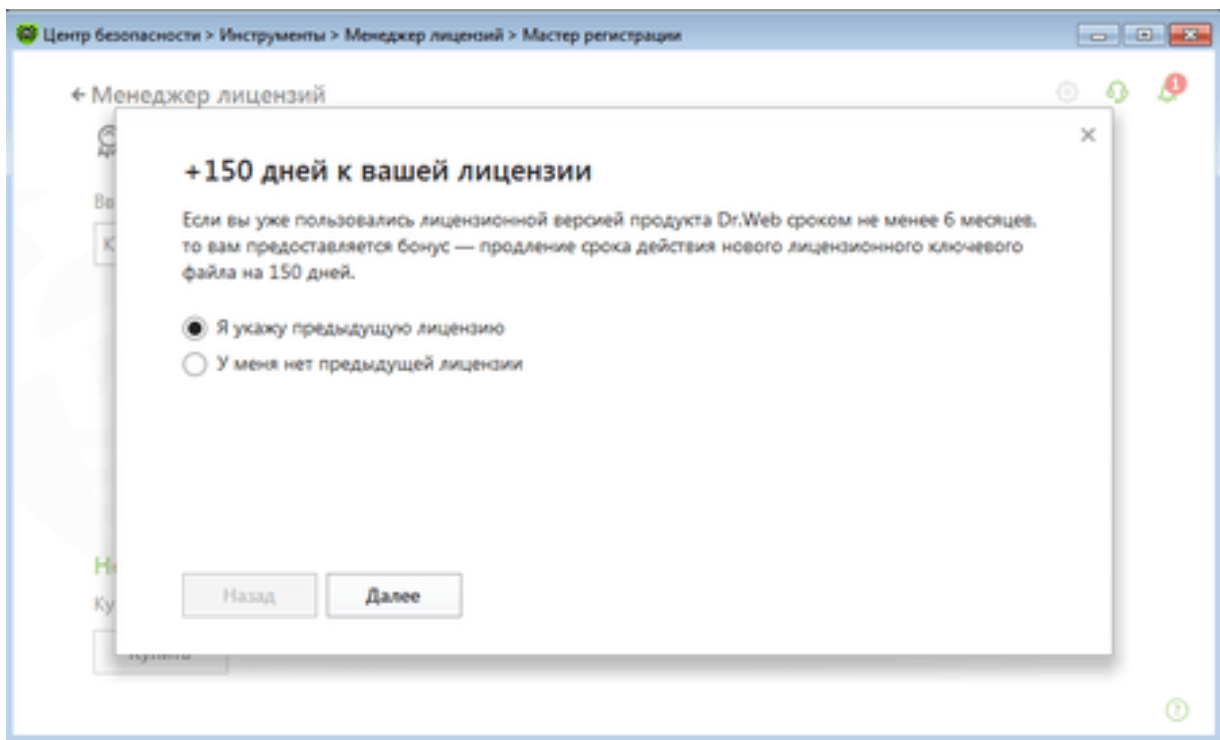 Центр безопасности > Инструменты > Менеджер лицензий > Мастер регистрации
← Менеджер лицензий
1
+150 дней к вашей лицензии
Если вы уже пользовались лицензионной версией продукта Dr.Web сроком не менее 6 месяцев,
то вам предоставляется бонус — продление срока действия нового лицензионного ключевого
файла на 150 дней.
Я укажу предыдущую лицензию
У меня нет предыдущей лицензии
Назад
Далее
Купить